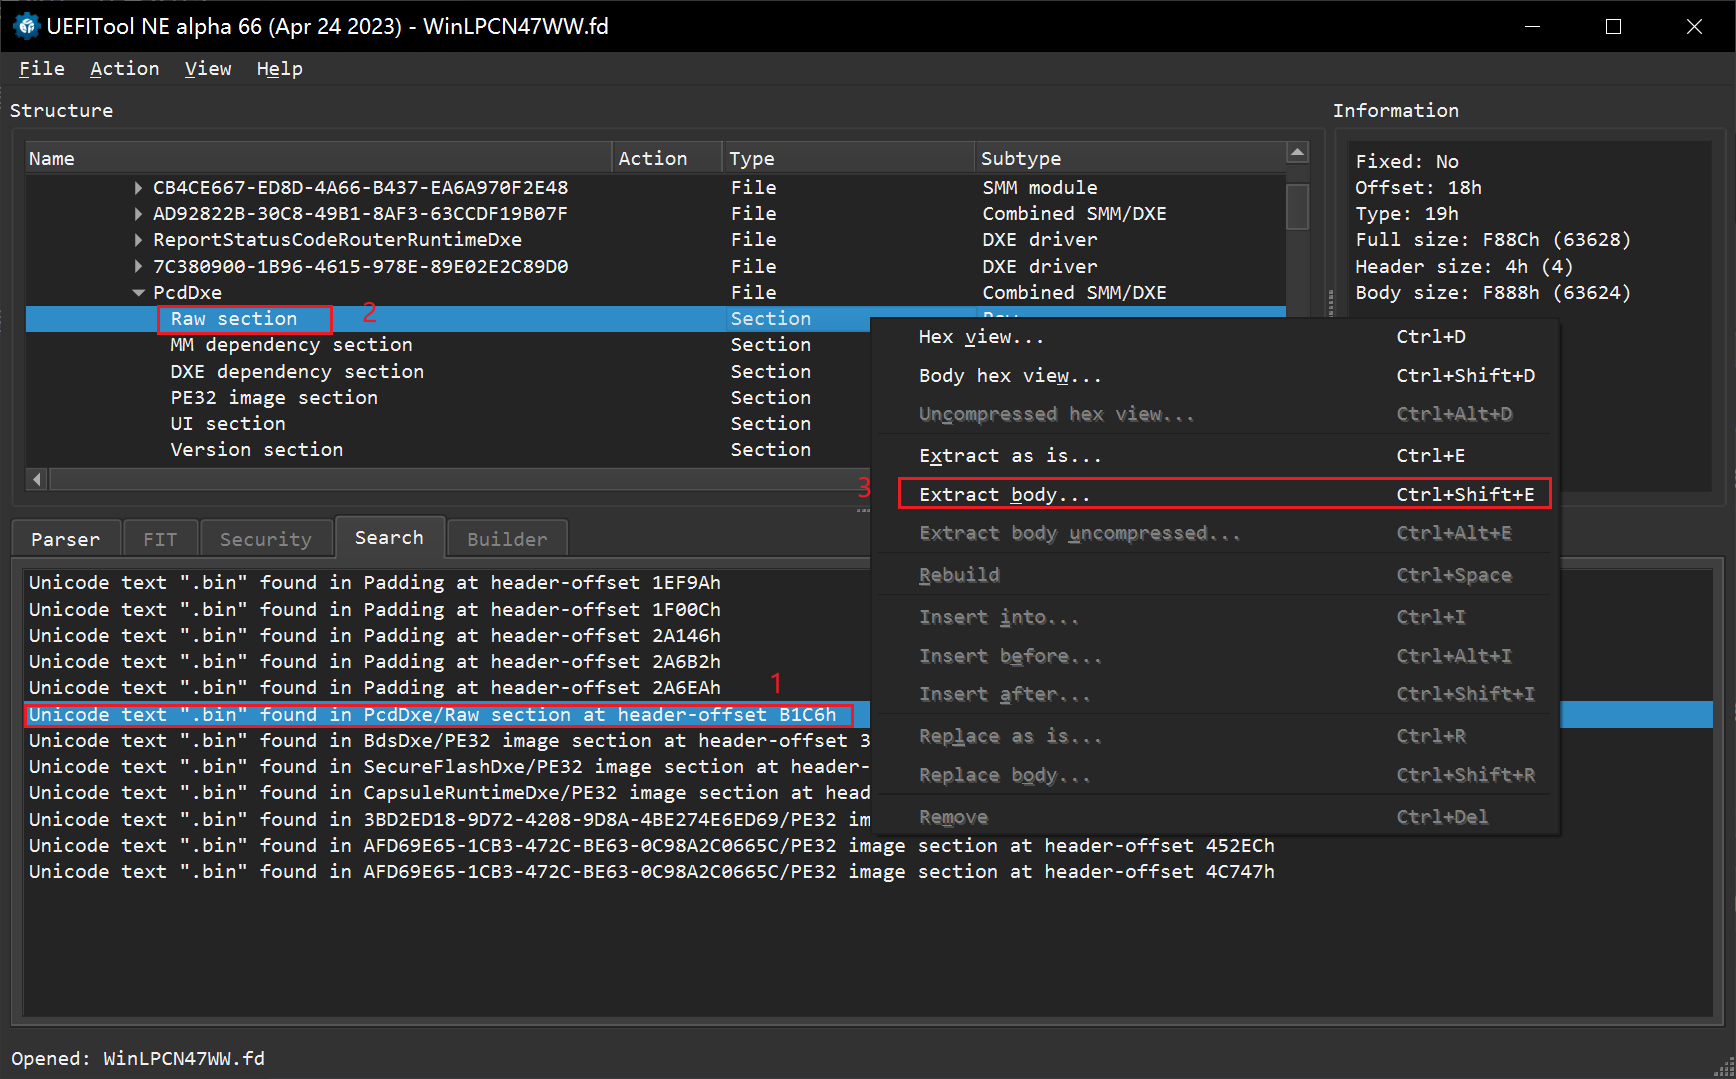 UEFITool NE alpha 66 (Apr 24 2023) - WinLPCN47WW.fd
File Action View Help
Structure
Information
Name Action Type Subtype
CB4CE667-ED8D-4A66-B437-EA6A970F2E48 File SMM module
AD92822B-30C8-49B1-8AF3-63CCDF19B07F File Combined SMM/DXE
ReportStatusCodeRouterRuntimeDxe File DXE driver
7C380900-1B96-4615-978E-89E02E2C89D0 File DXE driver
PcdDxe File Combined SMM/DXE
Raw section 2 Section
MM dependency section Section
DXE dependency section Section
PE32 image section Section
UI section Section
Version section Section
Fixed: No
Offset: 18h
Type: 19h
Full size: F88Ch (63628)
Header size: 4h (4)
Body size: F888h (63624)
Hex view... Ctrl+D
Body hex view... Ctrl+Shift+D
Uncompressed hex view... Ctrl+Alt+D
Extract as is... Ctrl+E
3 Extract body... Ctrl+Shift+E
Extract body uncompressed... Ctrl+Alt+E
Rebuild Ctrl+Space
Insert into... Ctrl+I
Insert before... Ctrl+Alt+I
Insert after... Ctrl+Shift+I
Replace as is... Ctrl+R
Replace body... Ctrl+Shift+R
Remove Ctrl+Del
Parser FIT Security Search Builder
Unicode text ".bin" found in Padding at header-offset 1EF9Ah
Unicode text ".bin" found in Padding at header-offset 1F00Ch
Unicode text ".bin" found in Padding at header-offset 2A146h
Unicode text ".bin" found in Padding at header-offset 2A6B2h
Unicode text ".bin" found in Padding at header-offset 2A6EAh
1
Unicode text ".bin" found in PcdDxe/Raw section at header-offset B1C6h
Unicode text ".bin" found in BdsDxe/PE32 image section at header-offset 3
Unicode text ".bin" found in SecureFlashDxe/PE32 image section at header-
Unicode text ".bin" found in CapsuleRuntimeDxe/PE32 image section at head
Unicode text ".bin" found in 3BD2ED18-9D72-4208-9D8A-4BE274E6ED69/PE32 im
Unicode text ".bin" found in AFD69E65-1CB3-472C-BE63-0C98A2C0665C/PE32 image section at header-offset 452ECh
Unicode text ".bin" found in AFD69E65-1CB3-472C-BE63-0C98A2C0665C/PE32 image section at header-offset 4C747h
Opened: WinLPCN47WW.fd